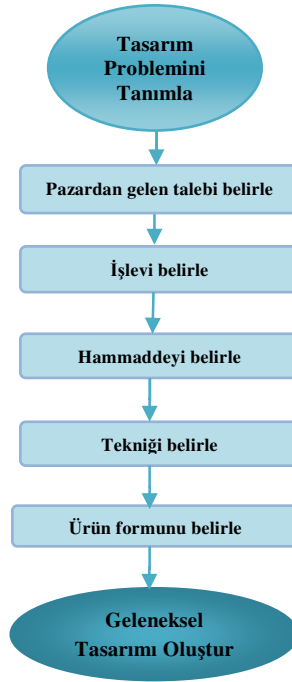 Tasarım
Problemini
Tanımla
Pazardan gelen talebi belirle
İşlevi belirle
Hammaddeyi belirle
Tekniği belirle
Ürün formunu belirle
Geleneksel
Tasarımı Oluştur